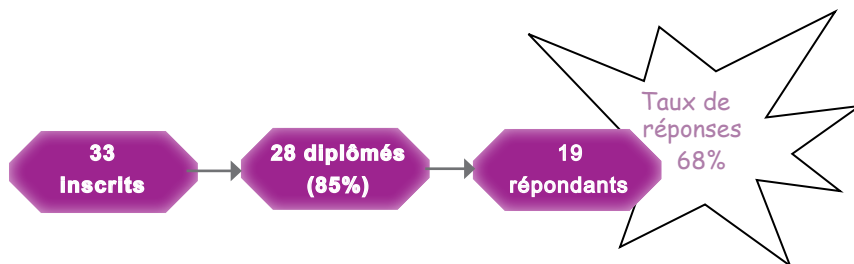 33
inscrits
28 diplômés
(85%)
19
répondants
Taux de
réponses
68%